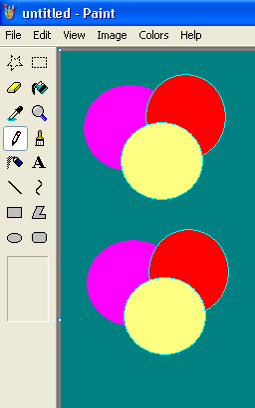 untitled - Paint
File Edit View Image Colors Help
A